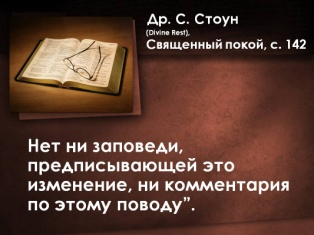 Др. С. Стоун
(Divine Rest),
Священный покой, с. 142
Нет ни заповеди,
предписывающей это
изменение, ни комментария
по этому поводу”.